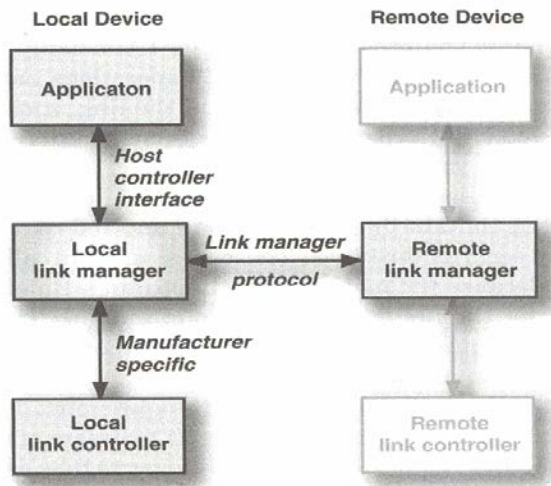 Local Device
Remote Device
Applicaton
Application
Host
controller
interface
Local
link manager
Link manager
protocol
Remote
link manager
Manufacturer
specific
Local
link controller
Remote
link controller